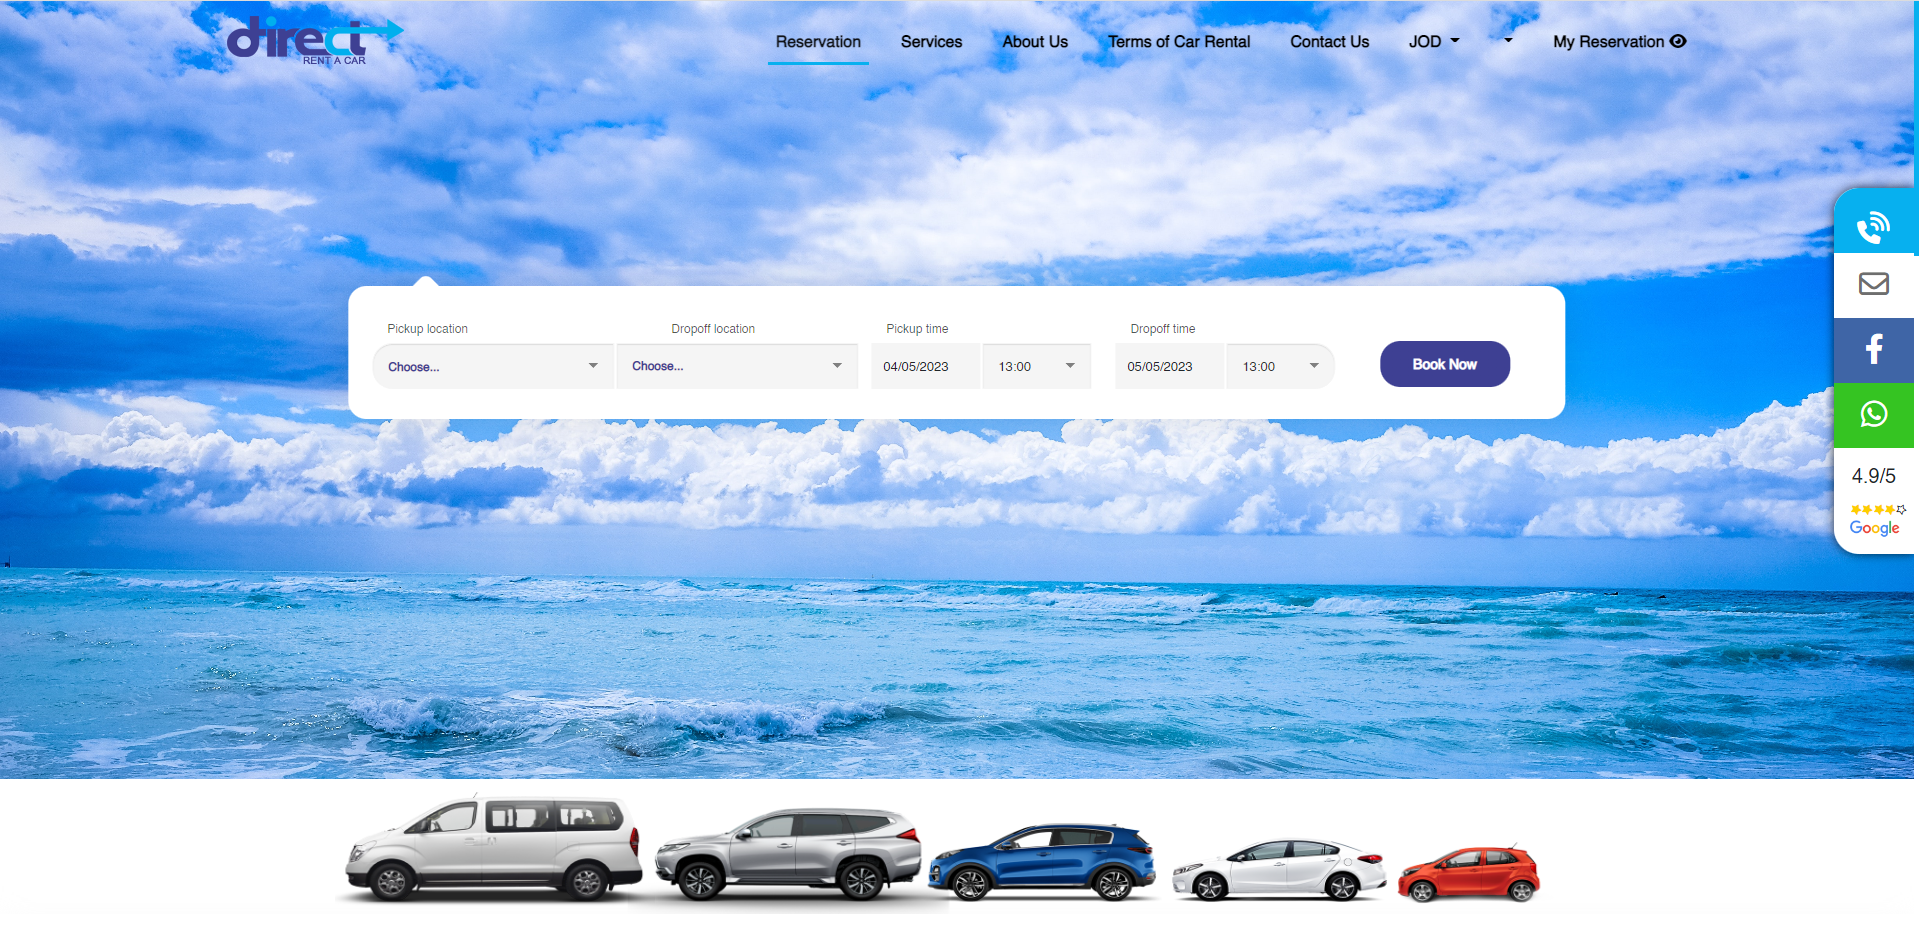 direct
RENT A CAR
Reservation
Services
About Us
Terms of Car Rental
Contact Us
JOD
My Reservation
Pickup location
Dropoff location
Pickup time
Dropoff time
Choose...
Choose...
04/05/2023
13:00
05/05/2023
13:00
Book Now
4.9/5
Google